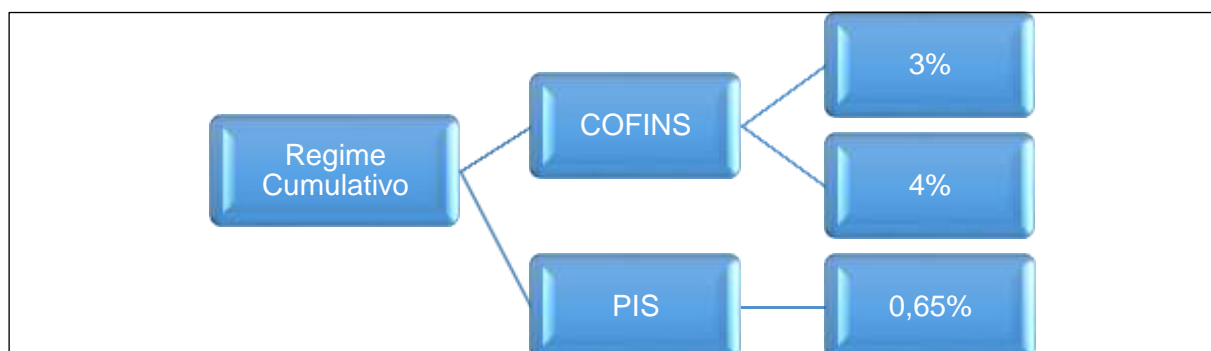 Regime
Cumulativo
COFINS
3%
4%
PIS
0,65%